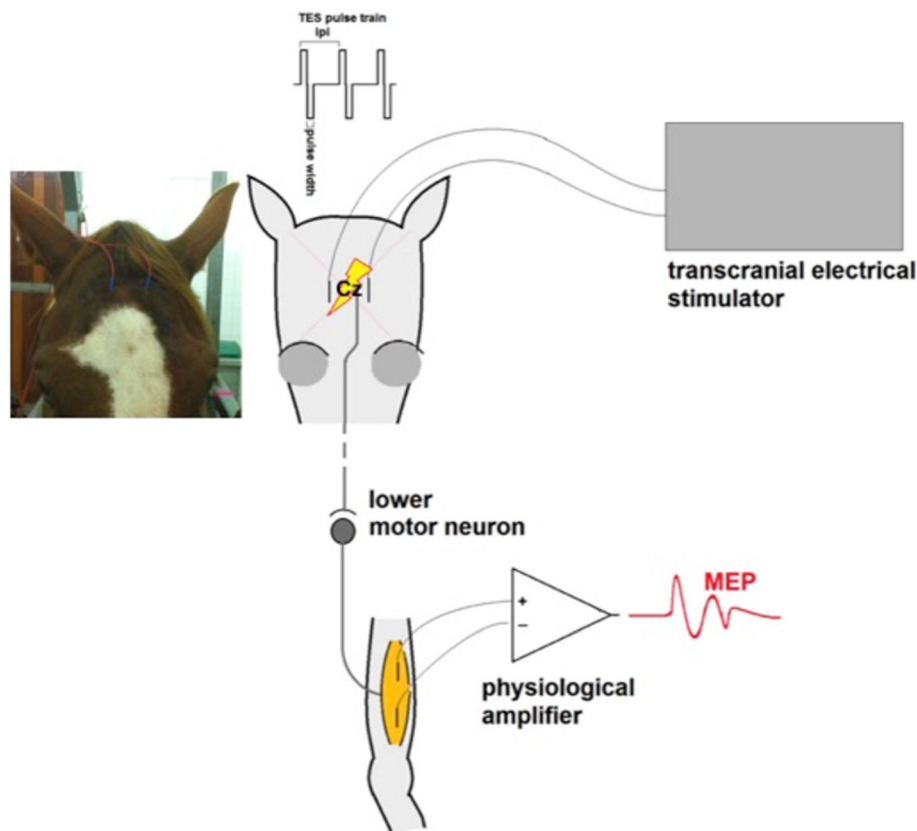 TES pulse train
ipi
pulse width
Cz
transcranial electrical
stimulator
lower
motor neuron
MEP
+
−
physiological
amplifier